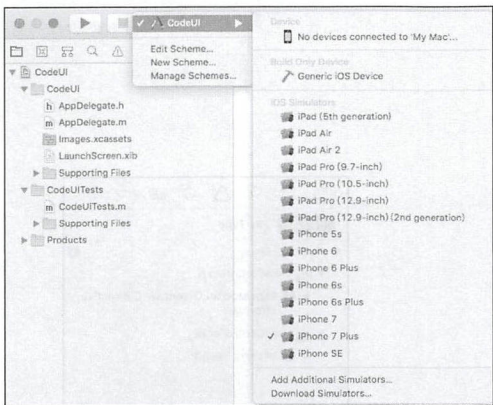 CodeUI
Edit Scheme...
New Scheme...
Manage Schemes...
CodeUI
CodeUI
h AppDelegate.h
m AppDelegate.m
Images.xcassets
LaunchScreen.xib
Supporting Files
CodeUITests
m CodeUITests.m
Supporting Files
Products
Device
No devices connected to 'My Mac'...
Build Only Device
Generic iOS Device
iOS Simulators
iPad (5th generation)
iPad Air
iPad Air 2
iPad Pro (9.7-inch)
iPad Pro (10.5-inch)
iPad Pro (12.9-inch)
iPad Pro (12.9-inch) (2nd generation)
iPhone 5s
iPhone 6
iPhone 6 Plus
iPhone 6s
iPhone 6s Plus
iPhone 7
iPhone 7 Plus
iPhone SE
Add Additional Simulators...
Download Simulators...